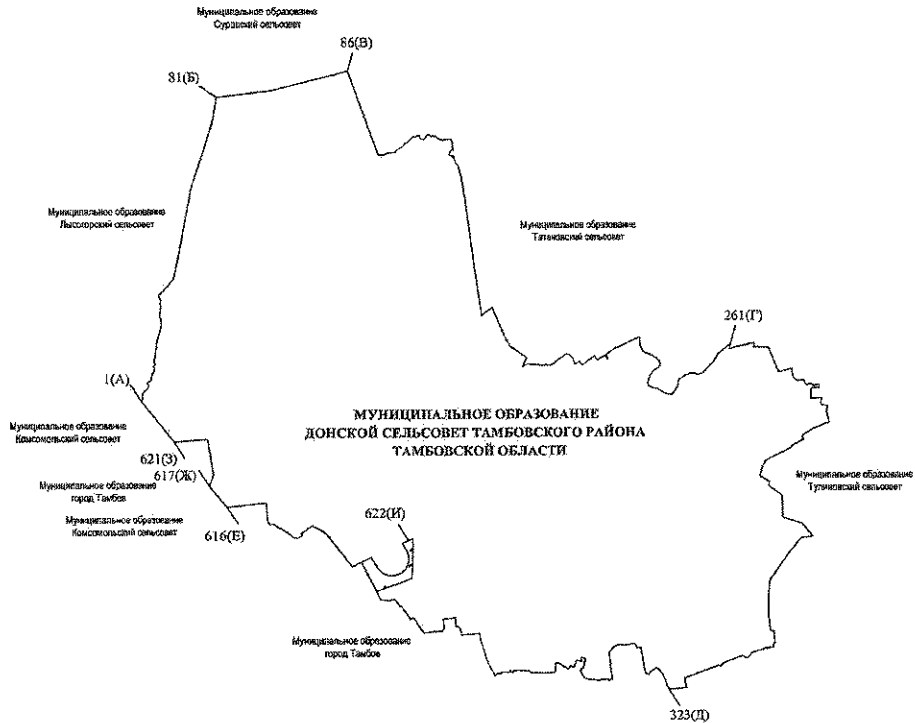 Муниципальное образование
Суравский сельсовет
86(В)
81(Б)
Муниципальное образование
Лысогорский сельсовет
Муниципальное образование
Татановский сельсовет
261(Г)
1(А)
МУНИЦИПАЛЬНОЕ ОБРАЗОВАНИЕ
ДОНСКОЙ СЕЛЬСОВЕТ ТАМБОВСКОГО РАЙОНА
ТАМБОВСКОЙ ОБЛАСТИ
Муниципальное образование
Комсомольский сельсовет
621(З)
617(Ж)
Муниципальное образование
Тулиновский сельсовет
Муниципальное образование
город Тамбов
Муниципальное образование
Комсомольский сельсовет
616(Е)
622(И)
Муниципальное образование
город Тамбов
323(Д)